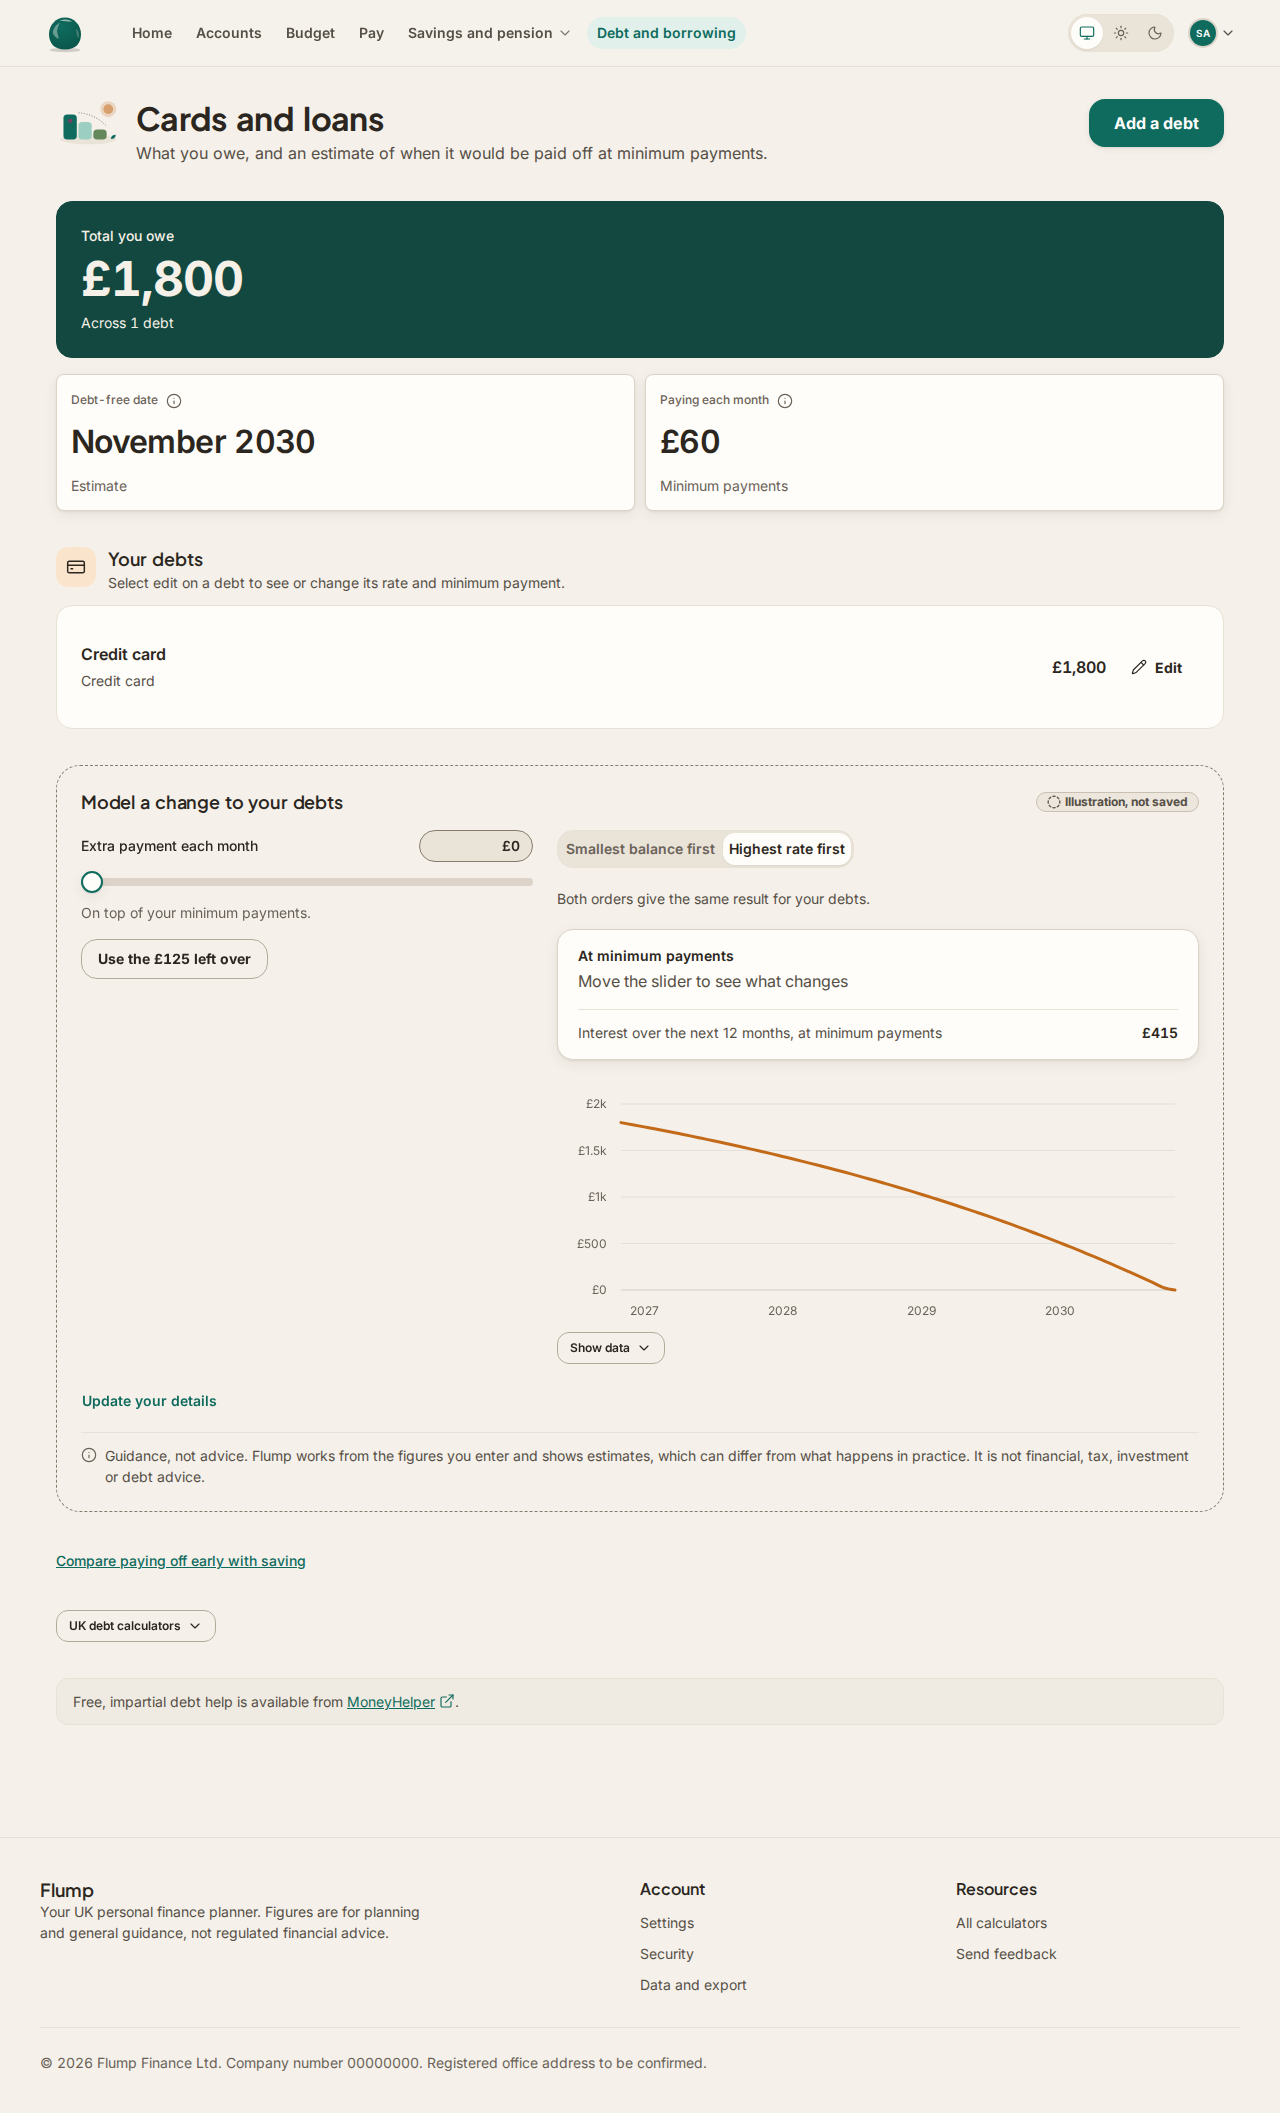 Home
Accounts
Budget
Pay
Savings and pension
Debt and borrowing
SA
Cards and loans
What you owe, and an estimate of when it would be paid off at minimum payments.
Add a debt
Total you owe
£1,800
Across 1 debt
Debt-free date
November 2030
Estimate
Paying each month
£60
Minimum payments
Your debts
Select edit on a debt to see or change its rate and minimum payment.
Credit card
Credit card
£1,800
Edit
Model a change to your debts
Illustration, not saved
Extra payment each month
£0
On top of your minimum payments.
Use the £125 left over
Smallest balance first
Highest rate first
Both orders give the same result for your debts.
At minimum payments
Move the slider to see what changes
Interest over the next 12 months, at minimum payments
£415
£2k
£1.5k
£1k
£500
£0
2027
2028
2029
2030
Show data
Update your details
Guidance, not advice. Flump works from the figures you enter and shows estimates, which can differ from what happens in practice. It is not financial, tax, investment
or debt advice.
Compare paying off early with saving
UK debt calculators
Free, impartial debt help is available from MoneyHelper.
Flump
Your UK personal finance planner. Figures are for planning
and general guidance, not regulated financial advice.
Account
Settings
Security
Data and export
Resources
All calculators
Send feedback
© 2026 Flump Finance Ltd. Company number 00000000. Registered office address to be confirmed.